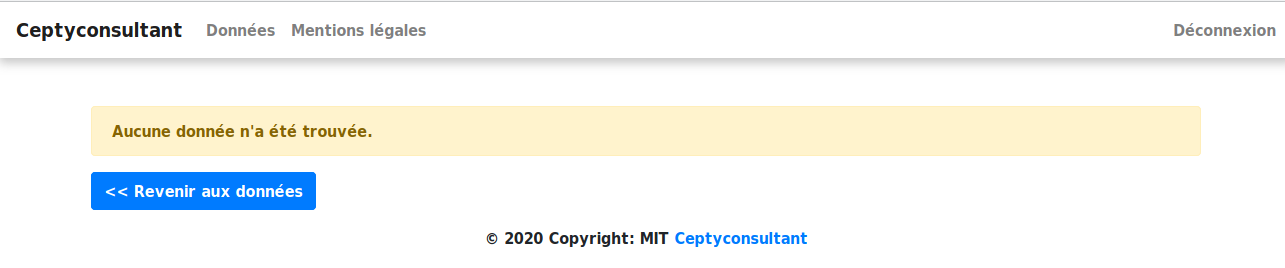 Ceptyconsultant Données Mentions légales Déconnexion
Aucune donnée n'a été trouvée.
<< Revenir aux données
© 2020 Copyright: MIT Ceptyconsultant